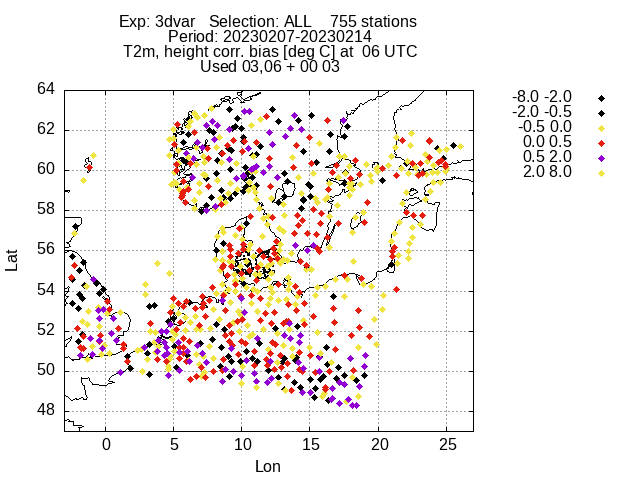 Exp: 3dvar   Selection: ALL    755 stations
Period: 20230207-20230214
T2m, height corr. bias [deg C] at  06 UTC
Used 03,06 + 00 03
-8.0 -2.0
-2.0 -0.5
-0.5 0.0
0.0 0.5
0.5 2.0
2.0 8.0
64
62
60
58
56
54
52
50
48
Lat
0 5 10 15 20 25
Lon